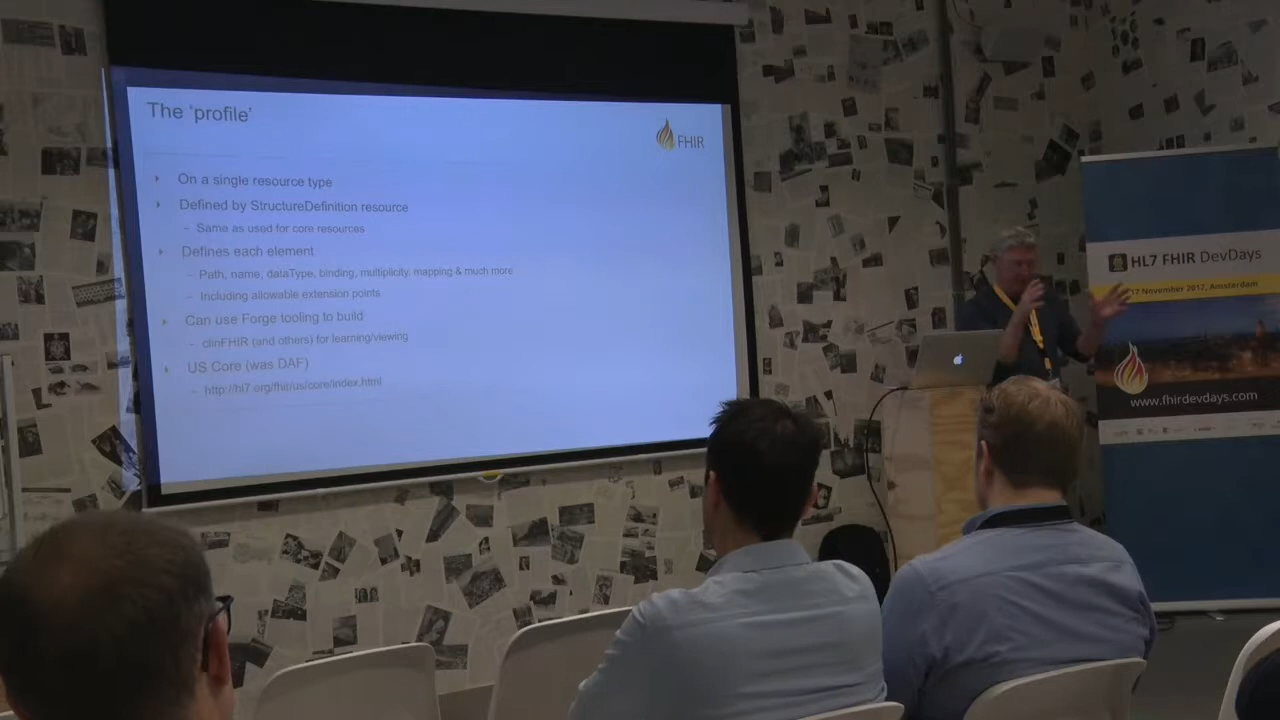 The 'profile'
FHIR
On a single resource type
Defined by StructureDefinition resource
– Same as used for core resources
Defines each element
– Path, name, dataType, binding, multiplicity, mapping & much more
– Including allowable extension points
Can use Forge tooling to build
– clinFHIR (and others) for learning/viewing
US Core (was DAF)
– http://hl7.org/fhir/us/core/index.html
HL7 FHIR DevDays
17 November 2017, Amsterdam
www.fhirdevdays.com